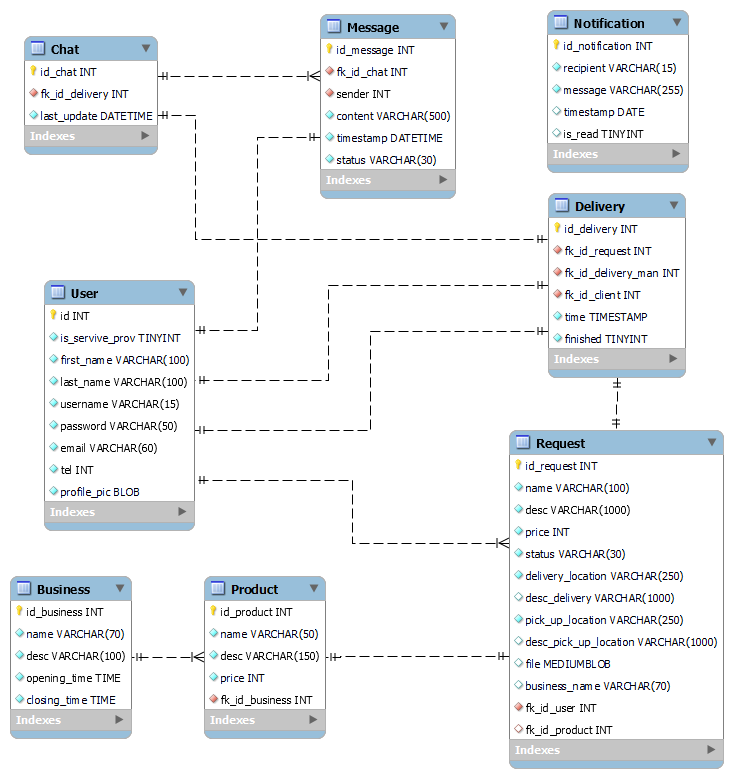 Chat
id_chat INT
fk_id_delivery INT
last_update DATETIME
Indexes
Message
id_message INT
fk_id_chat INT
sender INT
content VARCHAR(500)
timestamp DATETIME
status VARCHAR(30)
Indexes
Notification
id_notification INT
recipient VARCHAR(15)
message VARCHAR(255)
timestamp DATE
is_read TINYINT
Indexes
Delivery
id_delivery INT
fk_id_request INT
fk_id_delivery_man INT
fk_id_client INT
time TIMESTAMP
finished TINYINT
Indexes
User
id INT
is_servive_prov TINYINT
first_name VARCHAR(100)
last_name VARCHAR(100)
username VARCHAR(15)
password VARCHAR(50)
email VARCHAR(60)
tel INT
profile_pic BLOB
Indexes
Request
id_request INT
name VARCHAR(100)
desc VARCHAR(1000)
price INT
status VARCHAR(30)
delivery_location VARCHAR(250)
desc_delivery VARCHAR(1000)
pick_up_location VARCHAR(250)
desc_pick_up_location VARCHAR(1000)
file MEDIUMBLOB
business_name VARCHAR(70)
fk_id_user INT
fk_id_product INT
Indexes
Business
id_business INT
name VARCHAR(70)
desc VARCHAR(100)
opening_time TIME
closing_time TIME
Indexes
Product
id_product INT
name VARCHAR(50)
desc VARCHAR(150)
price INT
fk_id_business INT
Indexes